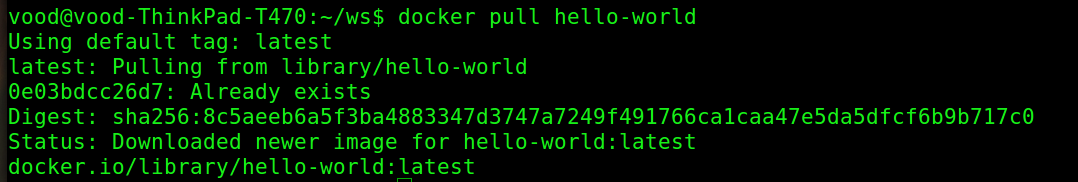 vood@vood-ThinkPad-T470:~/ws$ docker pull hello-world
Using default tag: latest
latest: Pulling from library/hello-world
0e03bdcc26d7: Already exists
Digest: sha256:8c5aeeb6a5f3ba4883347d3747a7249f491766ca1caa47e5da5dfcf6b9b717c0
Status: Downloaded newer image for hello-world:latest
docker.io/library/hello-world:latest